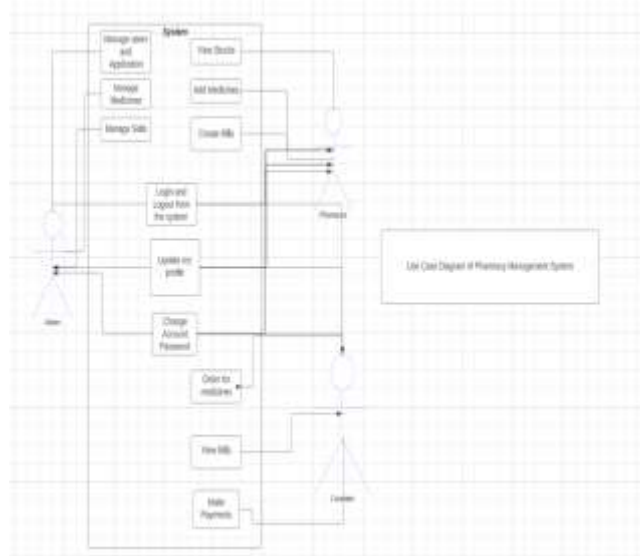 System
Manage users
and
Application
View Stocks
Manage
Medicines
Add Medicines
Manage Stalls
Create Bills
Login and
Logout from
the system
Pharmacist
Update my
profile
Use Case Diagram of Pharmacy Management System
Change
Account
Password
Order for
medicines
View Bills
Make
Payments
Customer